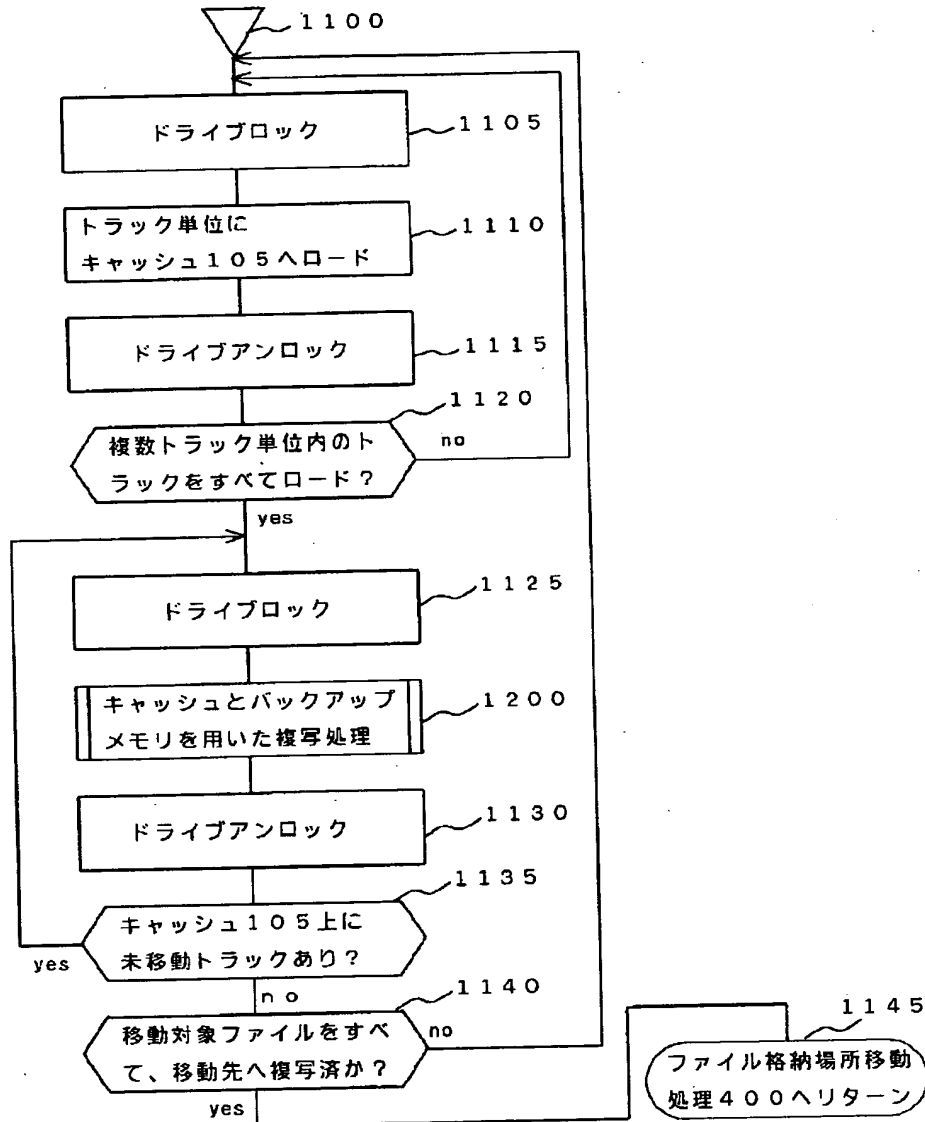 1100
ドライブロック
1105
トラック単位に
キャッシュ105へロード
1110
ドライブアンロック
1115
1120
複数トラック単位内のト
ラックをすべてロード?
no
yes
ドライブロック
1125
キャッシュとバックアップ
メモリを用いた複写処理
1200
ドライブアンロック
1130
1135
キャッシュ105上に
未移動トラックあり?
yes
no
1140
移動対象ファイルをすべ
て、移動先へ複写済か?
no
yes
1145
ファイル格納場所移動
処理400へリターン